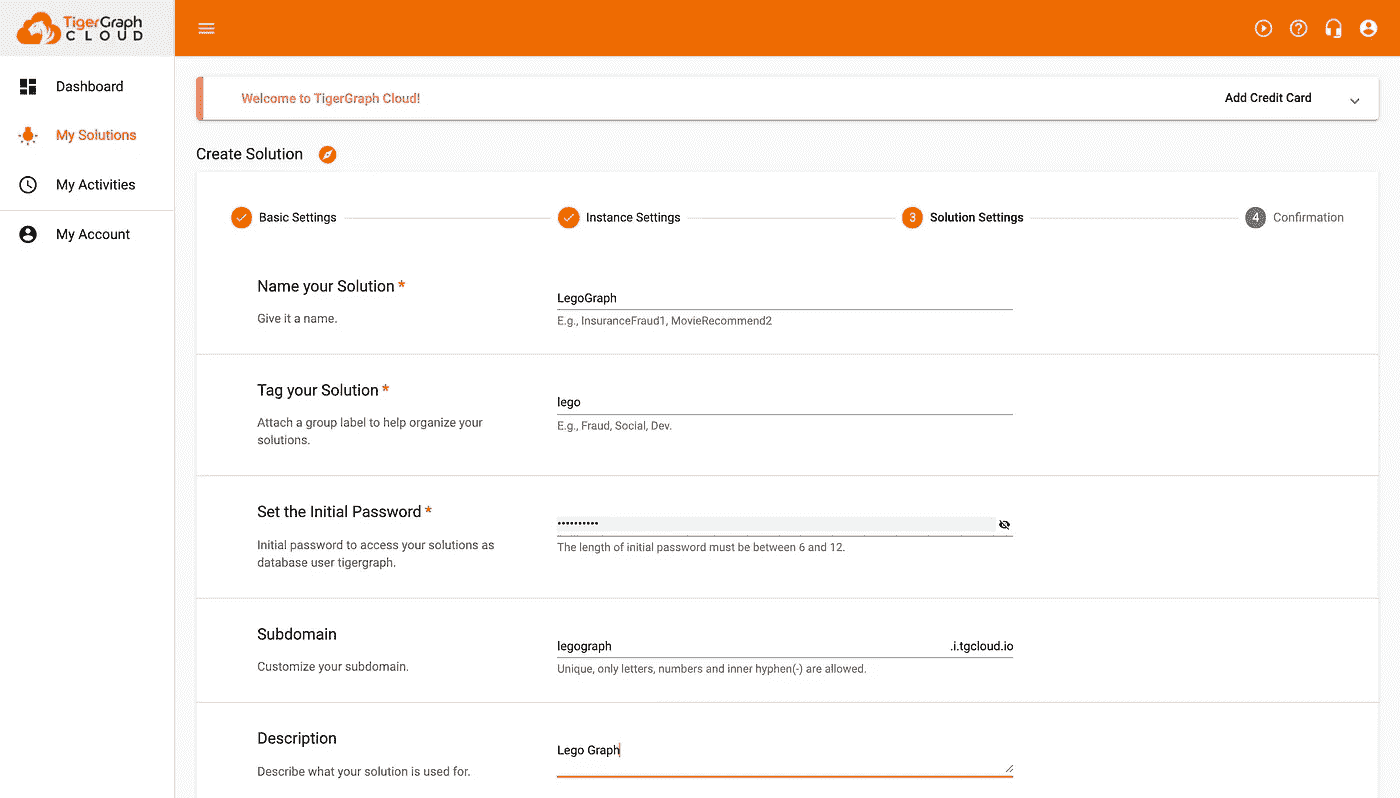 TigerGraph
CLOUD
Dashboard
My Solutions
My Activities
My Account
Welcome to TigerGraph Cloud!
Add Credit Card
Create Solution
Basic Settings
Instance Settings
3 Solution Settings
4 Confirmation
Name your Solution *
Give it a name.
LegoGraph
E.g., InsuranceFraud1, MovieRecommend2
Tag your Solution *
Attach a group label to help organize your
solutions.
lego
E.g., Fraud, Social, Dev.
Set the Initial Password *
Initial password to access your solutions as
database user tigergraph.
••••••••••
The length of initial password must be between 6 and 12.
Subdomain
Customize your subdomain.
legograph .i.tgcloud.io
Unique, only letters, numbers and inner hyphen(-) are allowed.
Description
Describe what your solution is used for.
Lego Graph